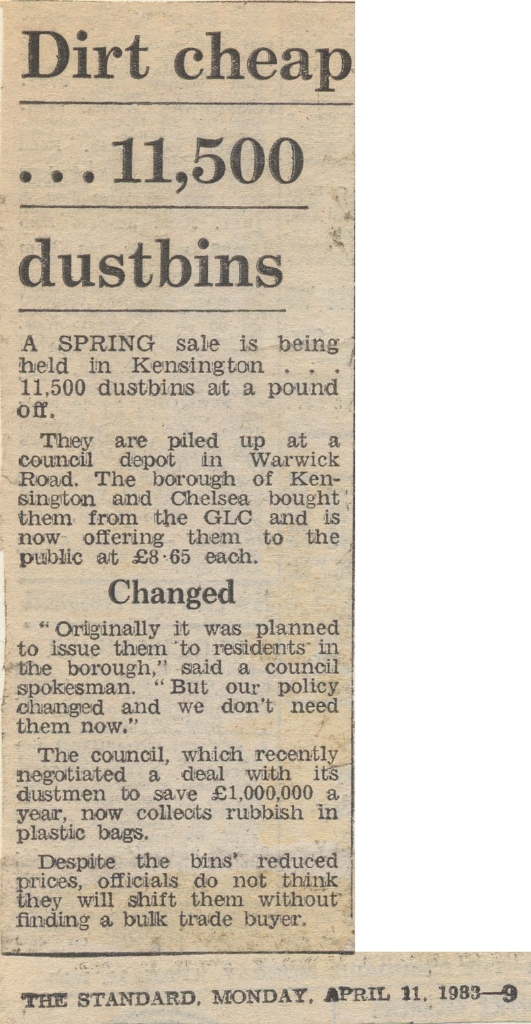 Dirt cheap
...11,500
dustbins
A SPRING sale is being
held in Kensington . . .
11,500 dustbins at a pound
off.
They are piled up at a
council depot in Warwick
Road. The borough of Ken-
sington and Chelsea bought
them from the GLC and is
now offering them to the
public at £8·65 each.
Changed
“Originally it was planned
to issue them to residents in
the borough,” said a council
spokesman. “But our policy
changed and we don't need
them now.”
The council, which recently
negotiated a deal with its
dustmen to save £1,000,000 a
year, now collects rubbish in
plastic bags.
Despite the bins' reduced
prices, officials do not think
they will shift them without
finding a bulk trade buyer.
THE STANDARD, MONDAY, APRIL 11, 1983—9